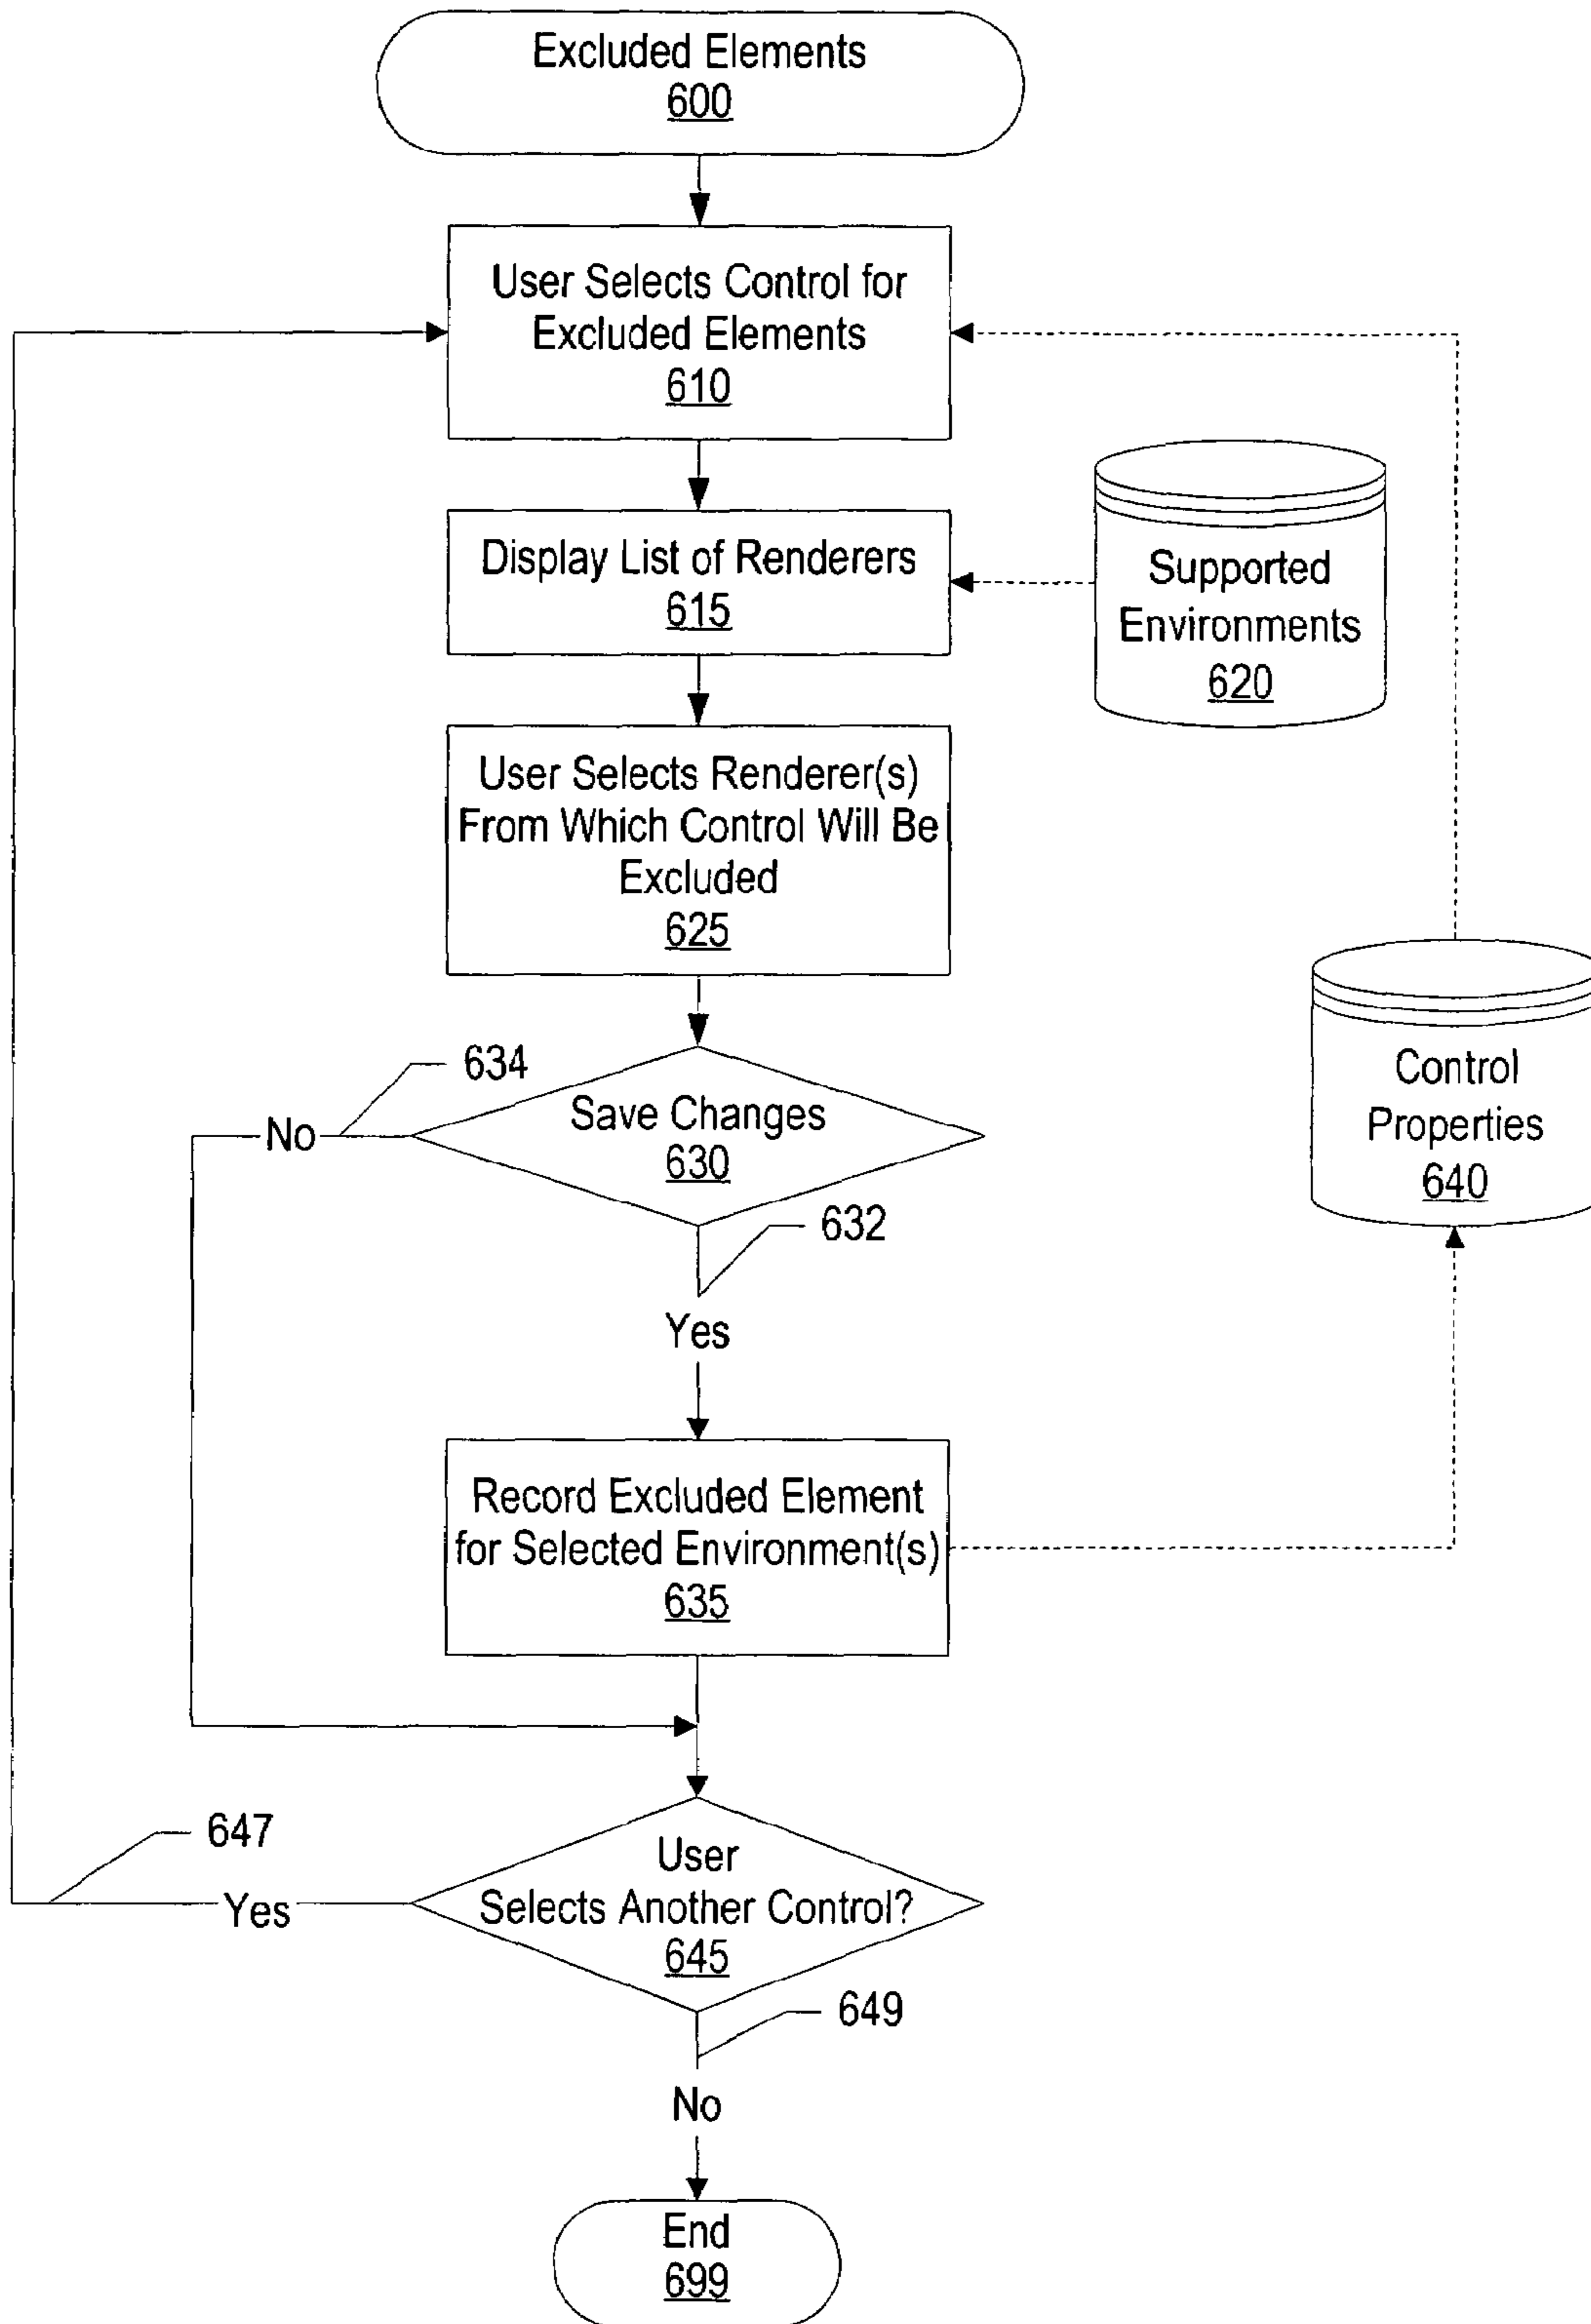 Excluded Elements
600
User Selects Control for
Excluded Elements
610
Display List of Renderers
615
Supported
Environments
620
User Selects Renderer(s)
From Which Control Will Be
Excluded
625
634
No
Save Changes
630
Control
Properties
640
632
Yes
Record Excluded Element
for Selected Environment(s)
635
647
Yes
User
Selects Another Control?
645
649
No
End
699